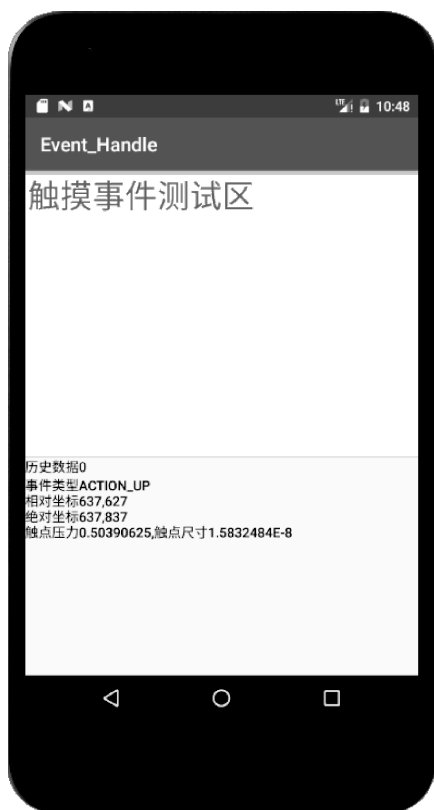 LTE 10:48
Event_Handle
触摸事件测试区
历史数据0
事件类型ACTION_UP
相对坐标637,627
绝对坐标637,837
触点压力0.50390625,触点尺寸1.5832484E-8